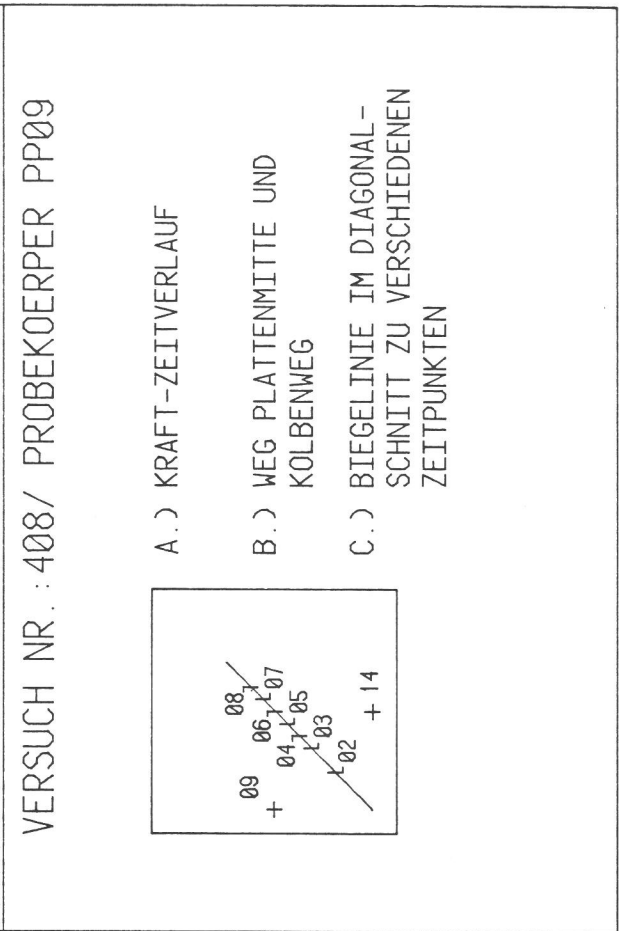 VERSUCH NR.:408/ PROBEKOERPER PP09
A.) KRAFT-ZEITVERLAUF
B.) WEG PLATTENMITTE UND
KOLBENWEG
C.) BIEGELINIE IM DIAGONAL-
SCHNITT ZU VERSCHIEDENEN
ZEITPUNKTEN
09
08
06
07
04
05
03
02
14